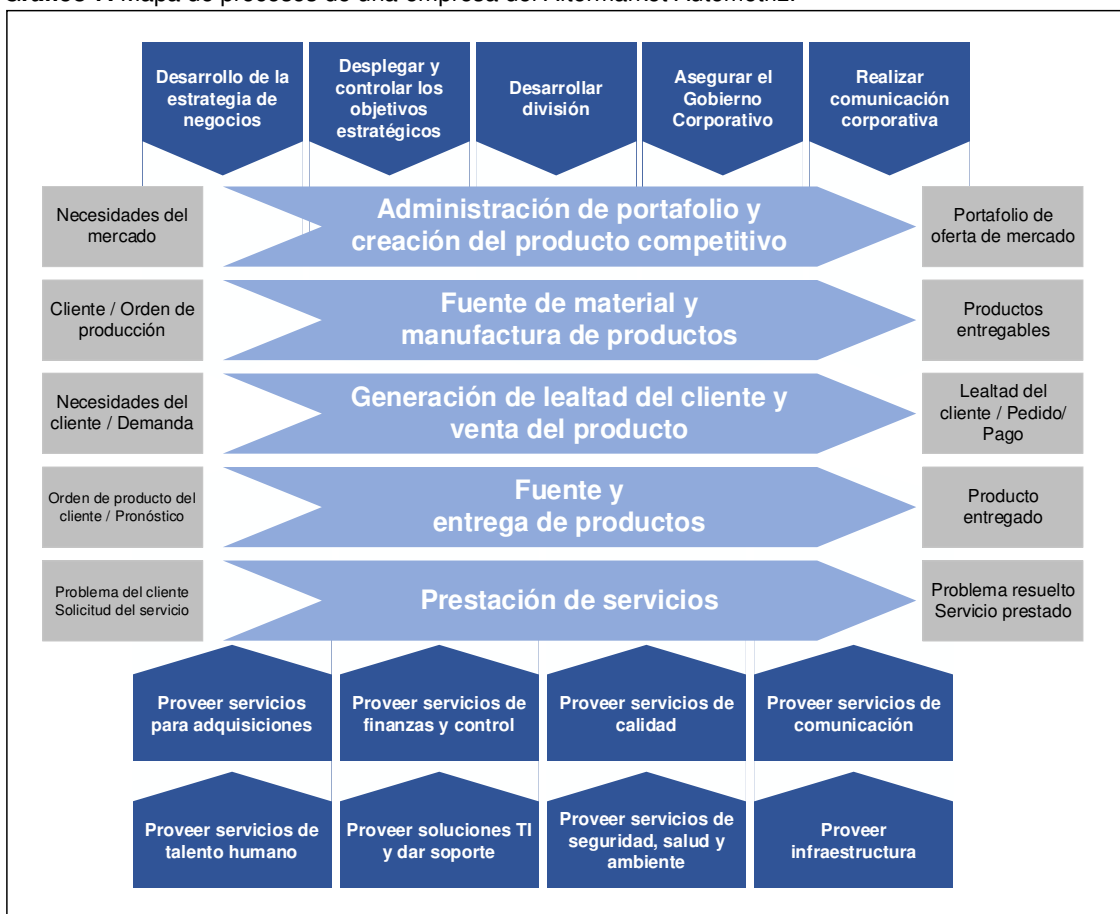 Desarrollo de la
estrategia de
negocios
Desplegar y
controlar los
objetivos
estratégicos
Desarrollar
división
Asegurar el
Gobierno
Corporativo
Realizar
comunicación
corporativa
Necesidades del
mercado
Administración de portafolio y
creación del producto competitivo
Portafolio de
oferta de mercado
Cliente / Orden de
producción
Fuente de material y
manufactura de productos
Productos
entregables
Necesidades del
cliente / Demanda
Generación de lealtad del cliente y
venta del producto
Lealtad del
cliente / Pedido/
Pago
Orden de producto del
cliente / Pronóstico
Fuente y
entrega de productos
Producto
entregado
Problema del cliente
Solicitud del servicio
Prestación de servicios
Problema resuelto
Servicio prestado
Proveer servicios
para adquisiciones
Proveer servicios de
finanzas y control
Proveer servicios de
calidad
Proveer servicios de
comunicación
Proveer servicios de
talento humano
Proveer soluciones TI
y dar soporte
Proveer servicios de
seguridad, salud y
ambiente
Proveer
infraestructura